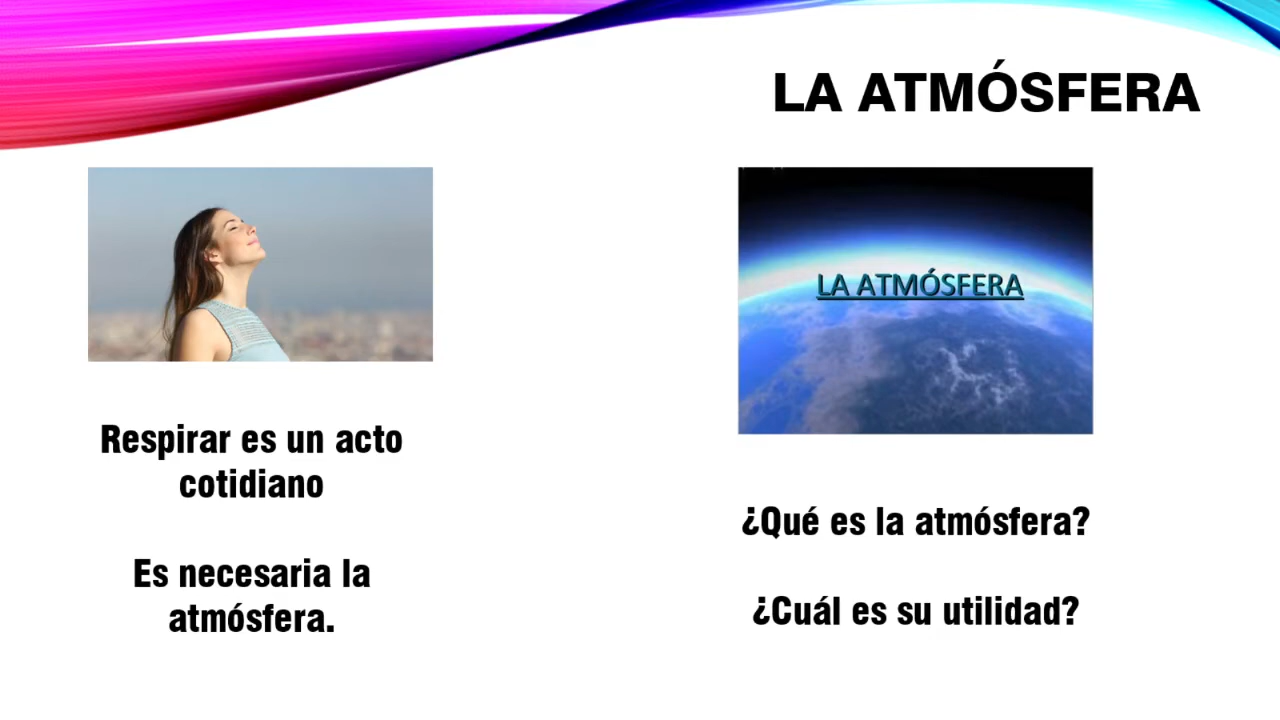 LA ATMÓSFERA
LA ATMÓSFERA
Respirar es un acto
cotidiano
Es necesaria la
atmósfera.
¿Qué es la atmósfera?
¿Cuál es su utilidad?